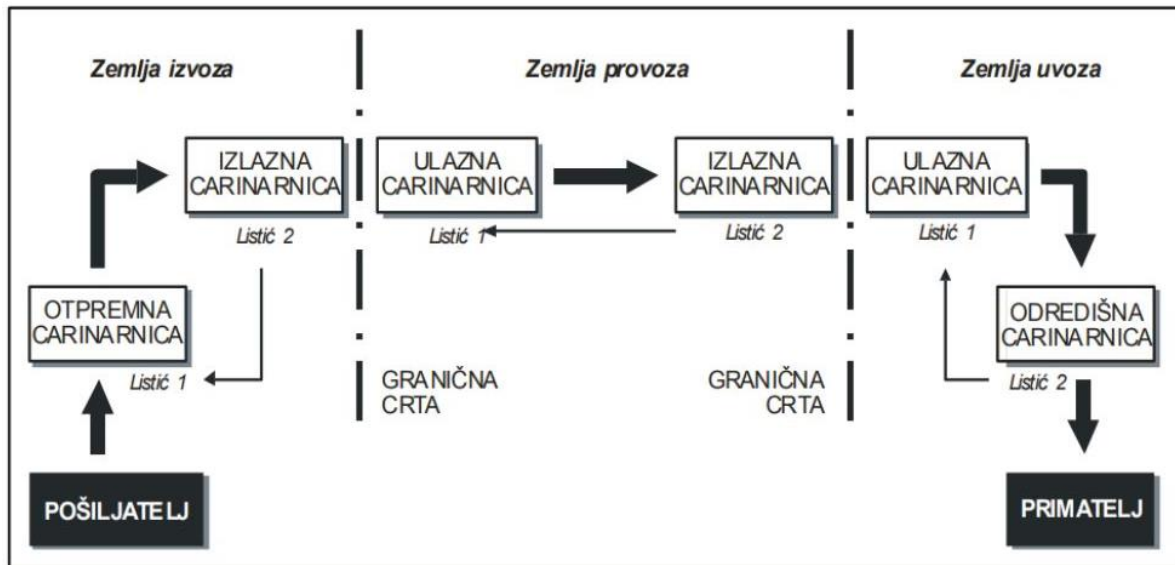 Zemlja izvoza
Zemlja provoza
Zemlja uvoza
IZLAZNA
CARINARNICA
Listić 2
ULAZNA
CARINARNICA
Listić 1
IZLAZNA
CARINARNICA
Listić 2
ULAZNA
CARINARNICA
Listić 1
OTPREMNA
CARINARNICA
Listić 1
ODREDIŠNA
CARINARNICA
Listić 2
GRANIČNA
CRTA
GRANIČNA
CRTA
POŠILJATELJ
PRIMATELJ